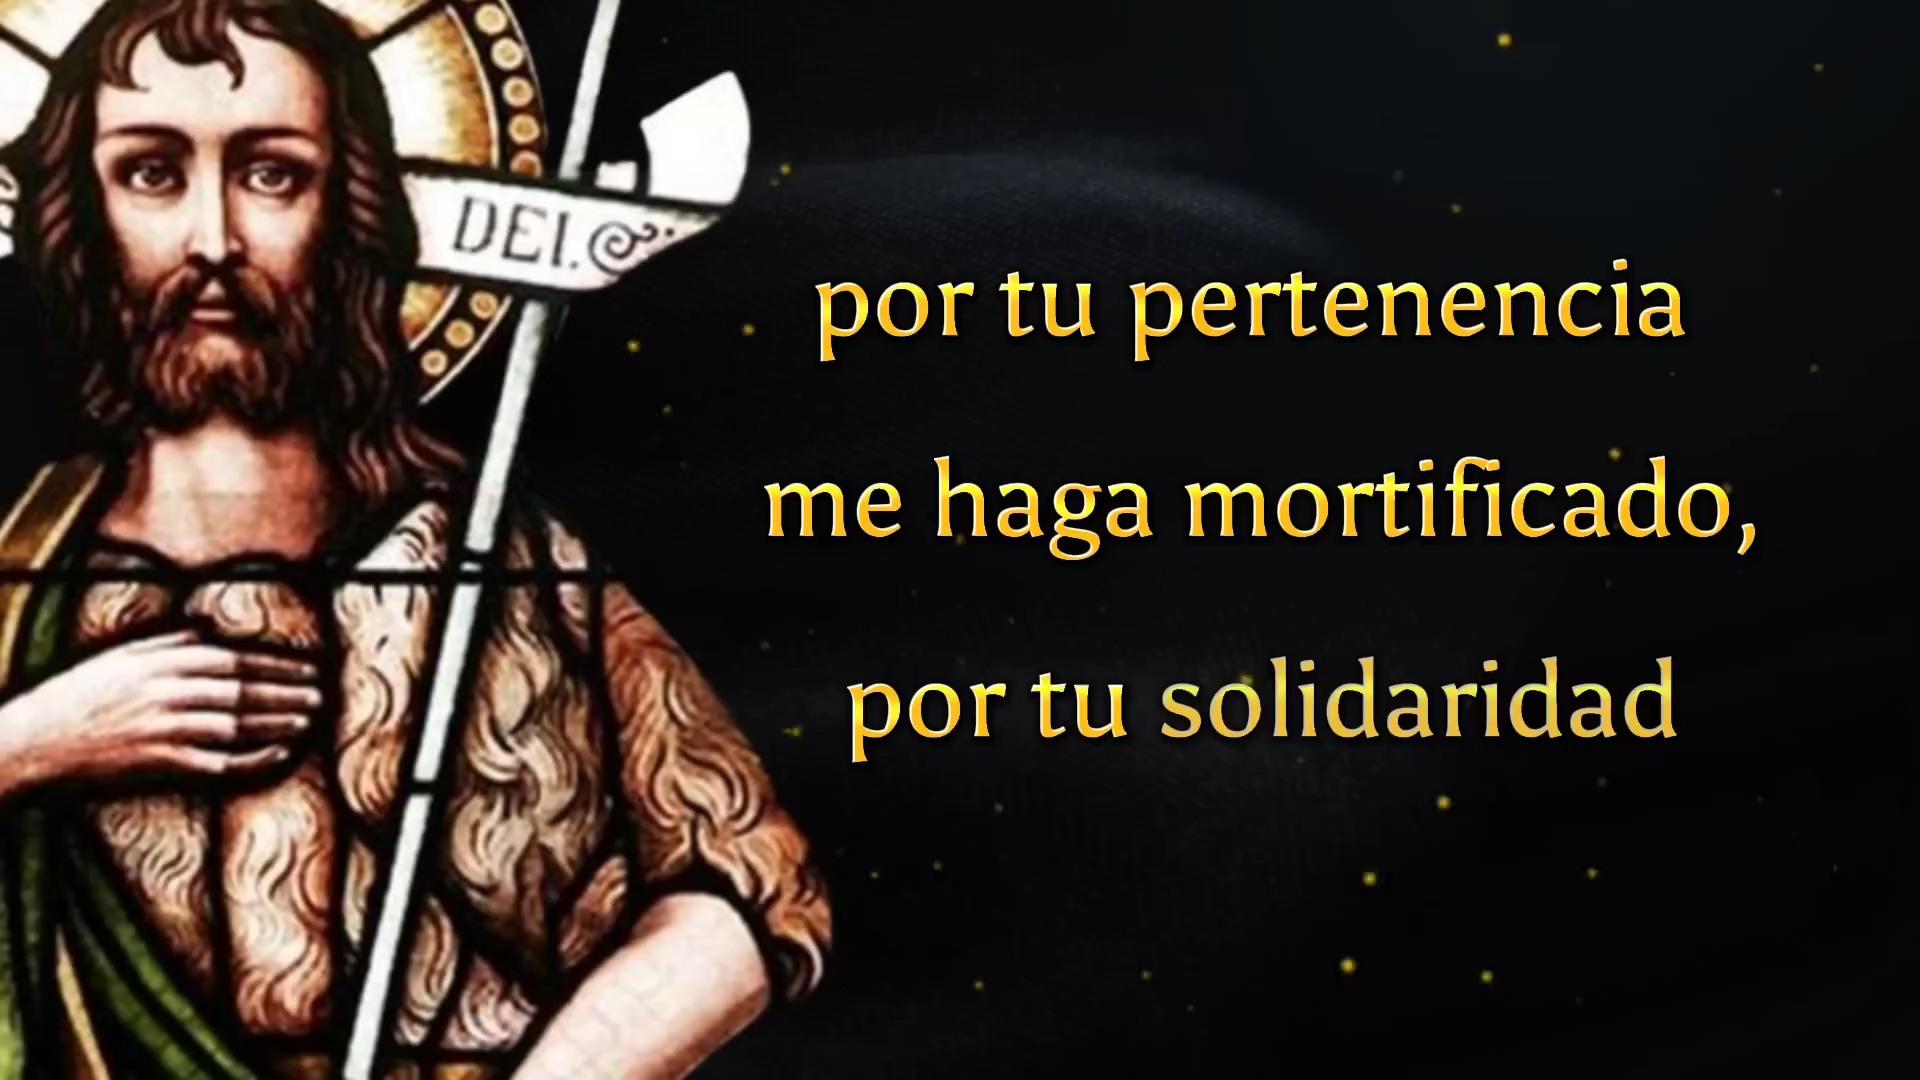 DEI.
por tu pertenencia
me haga mortificado,
por tu solidaridad